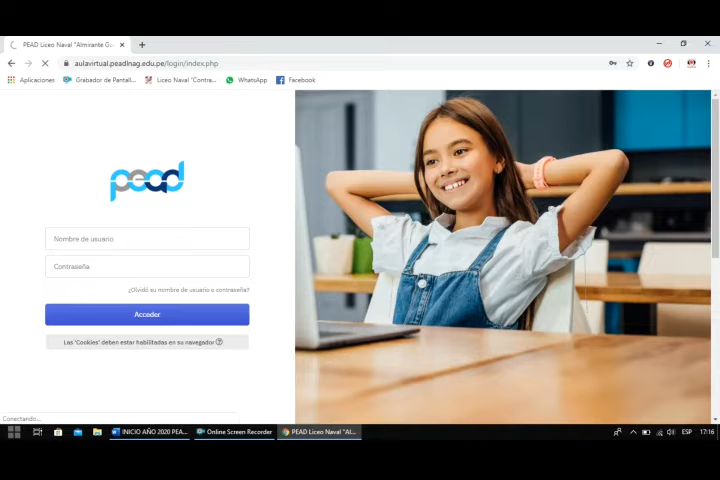 PEAD Liceo Naval "Almirante Gu
aulavirtual.peadlnag.edu.pe/login/index.php
Aplicaciones
Grabador de Pantall...
Liceo Naval "Contra...
WhatsApp
Facebook
pead
Nombre de usuario
Contraseña
¿Olvidó su nombre de usuario o contraseña?
Acceder
Las 'Cookies' deben estar habilitadas en su navegador
Conectando...
INICIO AÑO 2020 PEA...
Online Screen Recorder
PEAD Liceo Naval "Al...
ESP
17:16